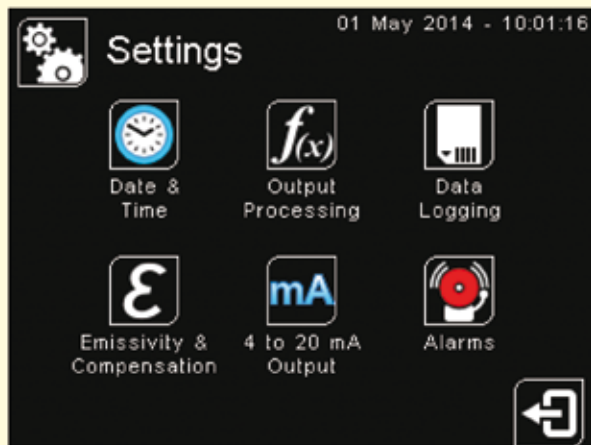 01 May 2014 - 10:01:16
Settings
f(x)
Date &
Time
Output
Processing
Data
Logging
ε
mA
Emissivity &
Compensation
4 to 20 mA
Output
Alarms